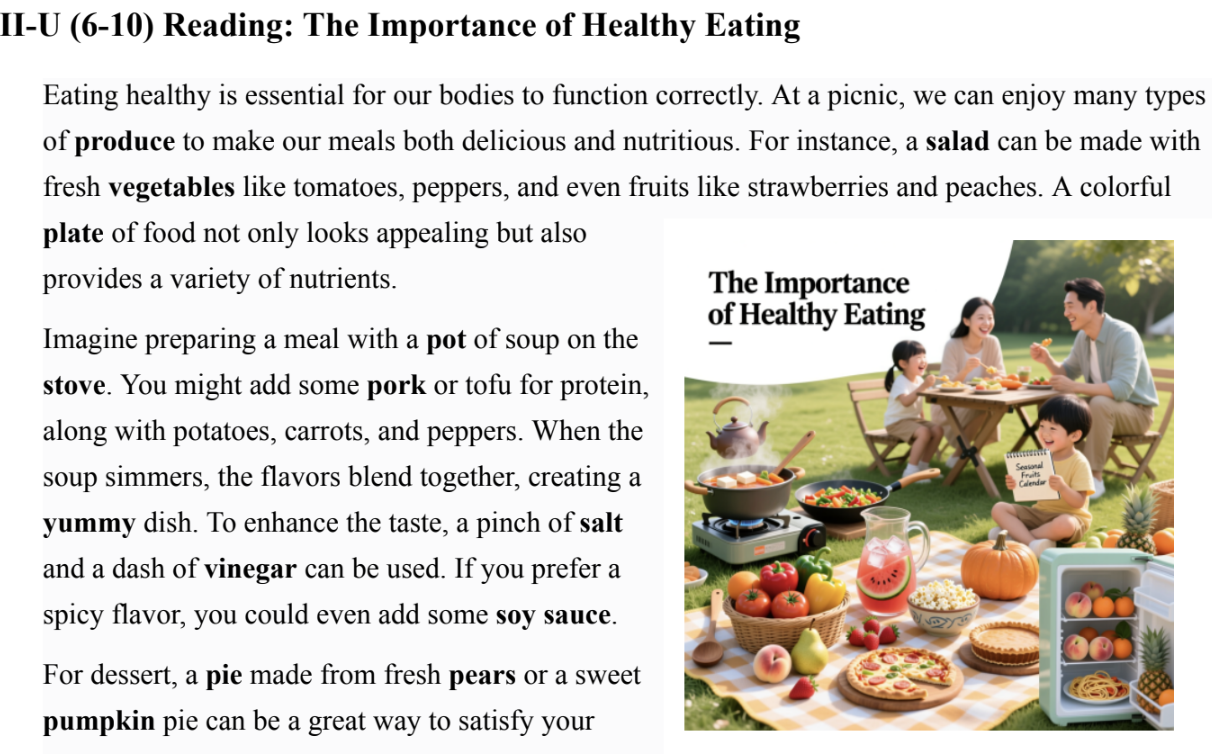 II-U (6-10) Reading: The Importance of Healthy Eating
Eating healthy is essential for our bodies to function correctly. At a picnic, we can enjoy many types
of produce to make our meals both delicious and nutritious. For instance, a salad can be made with
fresh vegetables like tomatoes, peppers, and even fruits like strawberries and peaches. A colorful
plate of food not only looks appealing but also
provides a variety of nutrients.
Imagine preparing a meal with a pot of soup on the
stove. You might add some pork or tofu for protein,
along with potatoes, carrots, and peppers. When the
soup simmers, the flavors blend together, creating a
yummy dish. To enhance the taste, a pinch of salt
and a dash of vinegar can be used. If you prefer a
spicy flavor, you could even add some soy sauce.
For dessert, a pie made from fresh pears or a sweet
pumpkin pie can be a great way to satisfy your
The Importance
of Healthy Eating
Seasonal
Fruits
Calendar